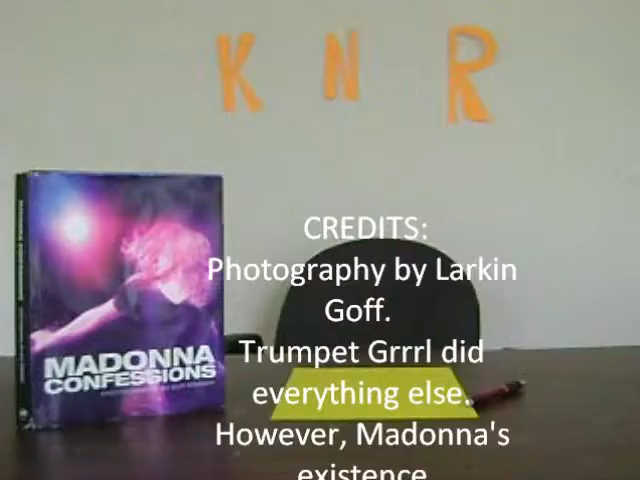 K N R
CREDITS:
Photography by Larkin
Goff.
Trumpet Grrrl did
everything else.
However, Madonna's
existence
MADONNA
CONFESSIONS